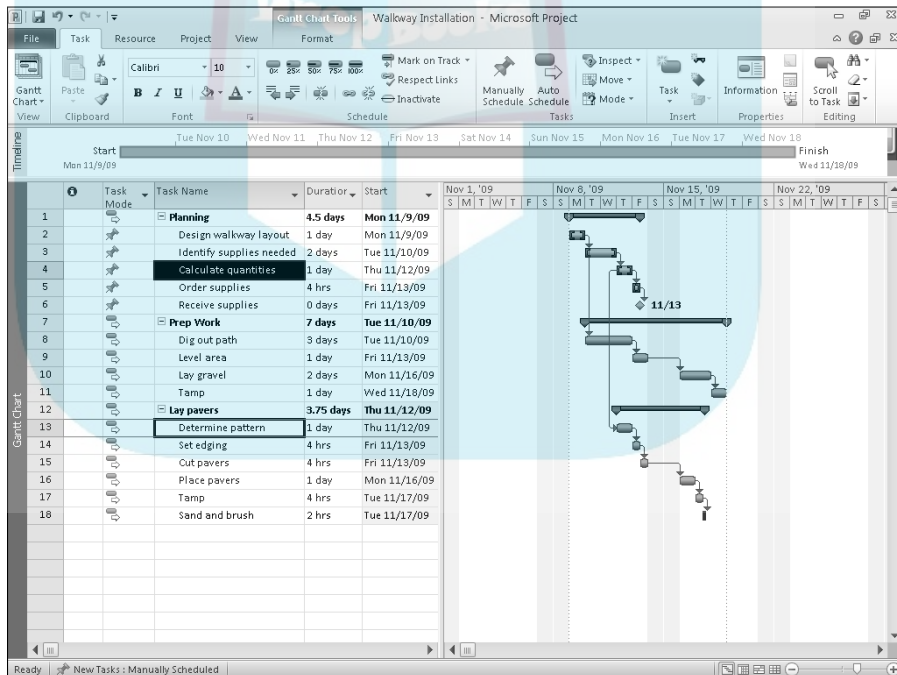 Gantt Chart Tools Walkway Installation - Microsoft Project
File Task Resource Project View Format
Gantt Chart
View
Paste
Clipboard
Calibri 10
B I U A
Font
0% 25% 50% 75% 100%
Mark on Track
Respect Links
Inactivate
Schedule
Manually Schedule
Auto Schedule
Inspect
Move
Mode
Tasks
Task
Insert
Information
Properties
Scroll to Task
Editing
Timeline
Tue Nov 10 Wed Nov 11 Thu Nov 12 Fri Nov 13 Sat Nov 14 Sun Nov 15 Mon Nov 16 Tue Nov 17 Wed Nov 18
Start Finish
Mon 11/9/09 Wed 11/18/09
Task Mode Task Name Duration Start
Nov 1, '09 Nov 8, '09 Nov 15, '09 Nov 22, '09
S M T W T F S S M T W T F S S M T W T F S S M T W T F S
1 Planning 4.5 days Mon 11/9/09
2 Design walkway layout 1 day Mon 11/9/09
3 Identify supplies needed 2 days Tue 11/10/09
4 Calculate quantities 1 day Thu 11/12/09
5 Order supplies 4 hrs Fri 11/13/09
6 Receive supplies 0 days Fri 11/13/09 11/13
7 Prep Work 7 days Tue 11/10/09
8 Dig out path 3 days Tue 11/10/09
9 Level area 1 day Fri 11/13/09
10 Lay gravel 2 days Mon 11/16/09
11 Tamp 1 day Wed 11/18/09
12 Lay pavers 3.75 days Thu 11/12/09
13 Determine pattern 1 day Thu 11/12/09
14 Set edging 4 hrs Fri 11/13/09
15 Cut pavers 4 hrs Fri 11/13/09
16 Place pavers 1 day Mon 11/16/09
17 Tamp 4 hrs Tue 11/17/09
18 Sand and brush 2 hrs Tue 11/17/09
Gantt Chart
Ready New Tasks : Manually Scheduled